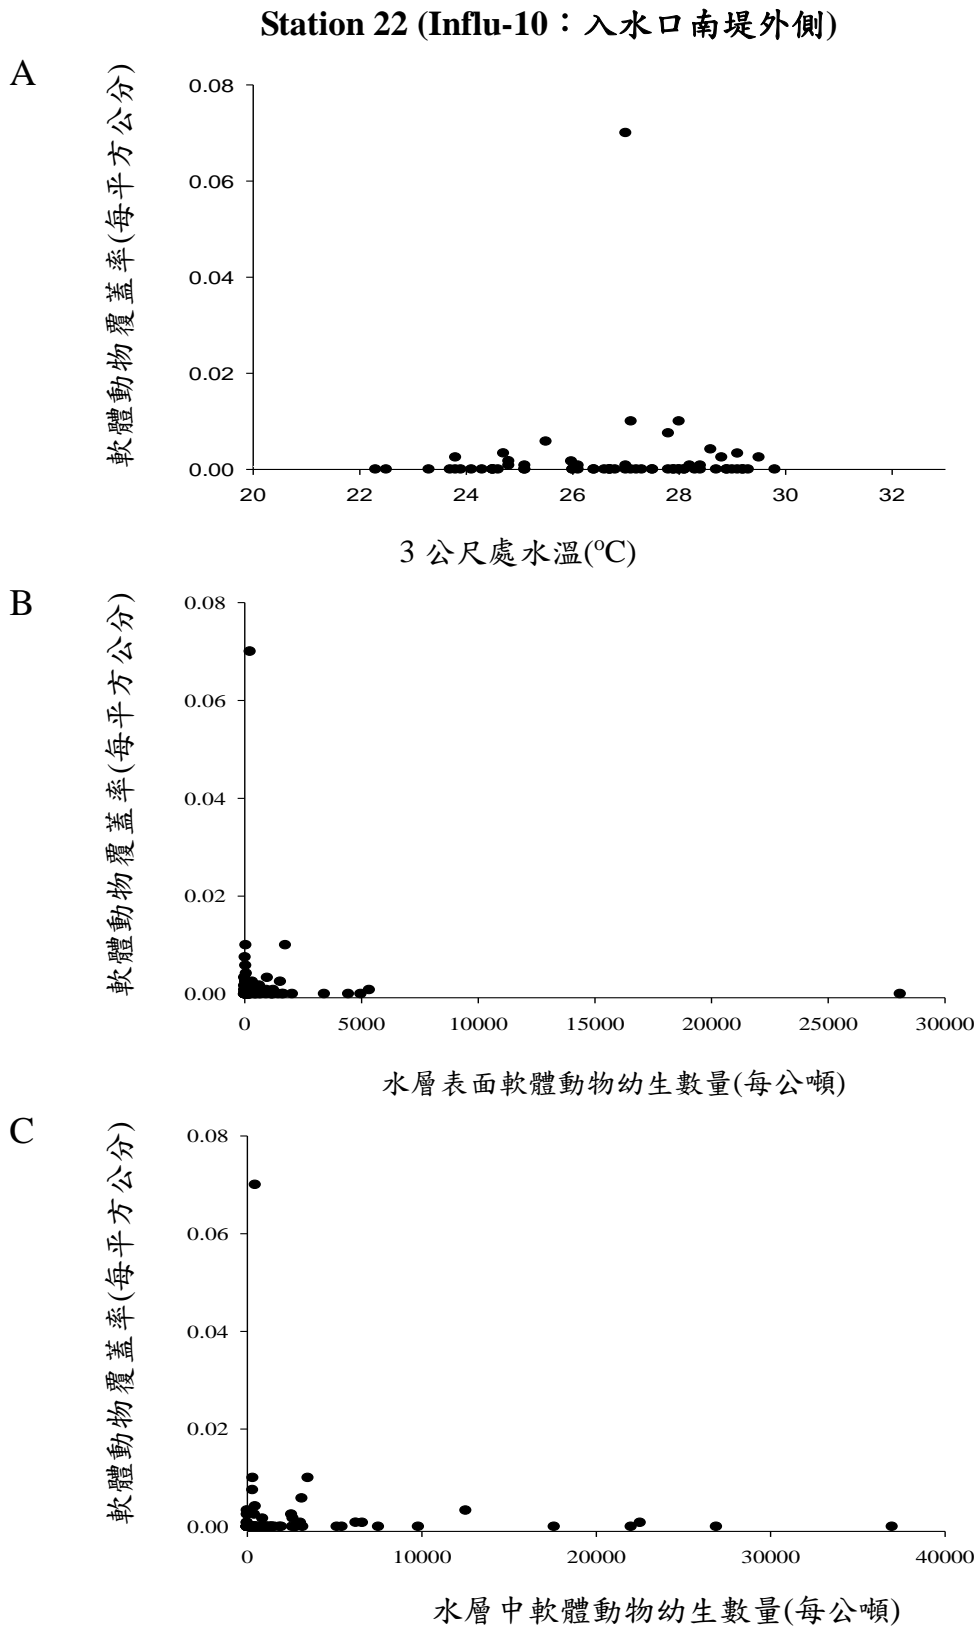 Station 22 (Influ-10：入水口南堤外側)
A
軟體動物覆蓋率(每平方公分)
0.08
0.06
0.04
0.02
0.00
20 22 24 26 28 30 32
3 公尺處水溫(ºC)
B
軟體動物覆蓋率(每平方公分)
0.08
0.06
0.04
0.02
0.00
0 5000 10000 15000 20000 25000 30000
水層表面軟體動物幼生數量(每公噸)
C
軟體動物覆蓋率(每平方公分)
0.08
0.06
0.04
0.02
0.00
0 10000 20000 30000 40000
水層中軟體動物幼生數量(每公噸)